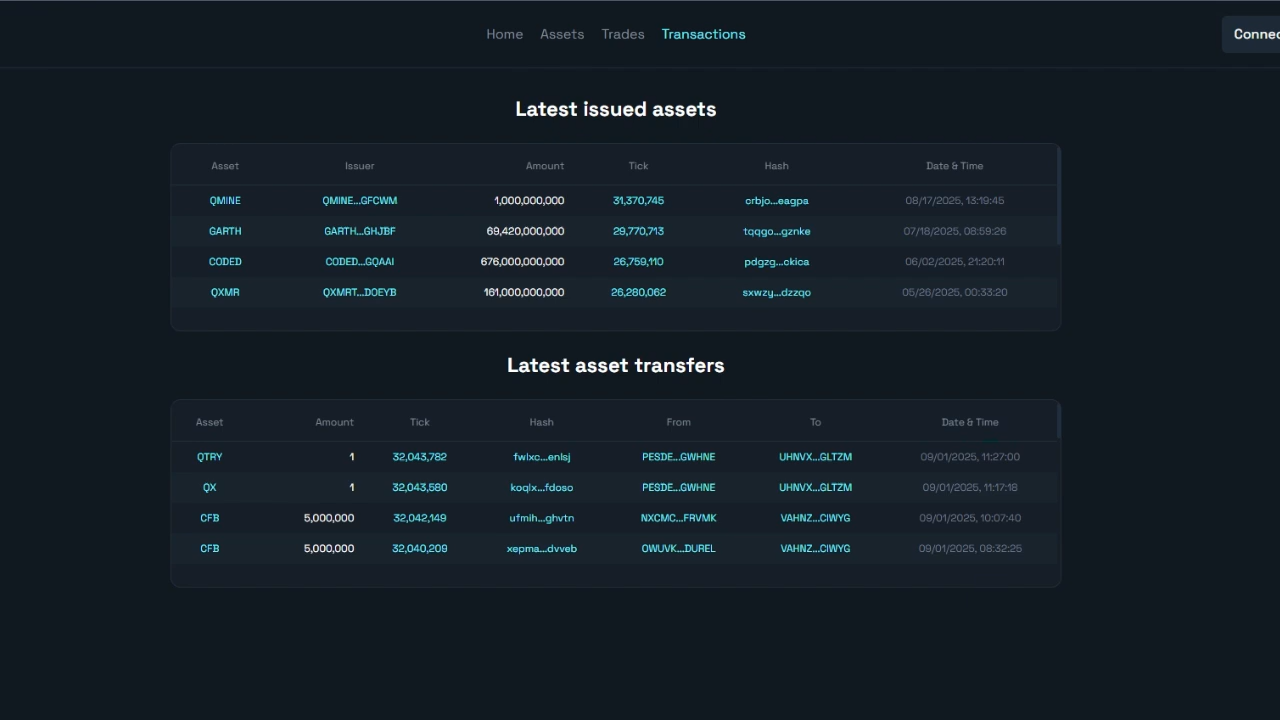 Home Assets Trades Transactions Connec
Latest issued assets
Asset Issuer Amount Tick Hash Date & Time
QMINE QMINE...GFCWM 1,000,000,000 31,370,745 orbjo...eagpa 08/17/2025, 13:19:45
GARTH GARTH...GHJBF 69,420,000,000 29,770,713 tqqgo...gznke 07/18/2025, 08:59:26
CODED CODED...GQAAI 676,000,000,000 26,759,110 pdgzg...ckica 06/02/2025, 21:20:11
QXMR QXMRT...DOEYB 161,000,000,000 26,280,062 sxwzy...dzzqo 05/26/2025, 00:33:20
Latest asset transfers
Asset Amount Tick Hash From To Date & Time
QTRY 1 32,043,782 fwlxc...enlsj PESDE...GWHNE UHNVX...GLTZM 09/01/2025, 11:27:00
QX 1 32,043,580 koqlx...fdoso PESDE...GWHNE UHNVX...GLTZM 09/01/2025, 11:17:18
CFB 5,000,000 32,042,149 ufmih...ghvtn NXCMC...FRVMK VAHNZ...CIWYG 09/01/2025, 10:07:40
CFB 5,000,000 32,040,209 xepma...dvveb OWUVK...DUREL VAHNZ...CIWYG 09/01/2025, 08:32:25